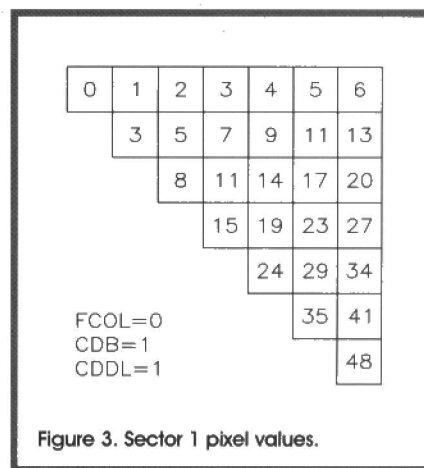 0 1 2 3 4 5 6
3 5 7 9 11 13
8 11 14 17 20
15 19 23 27
24 29 34
35 41
48
FCOL=0
CDB=1
CDDL=1
Figure 3. Sector 1 pixel values.